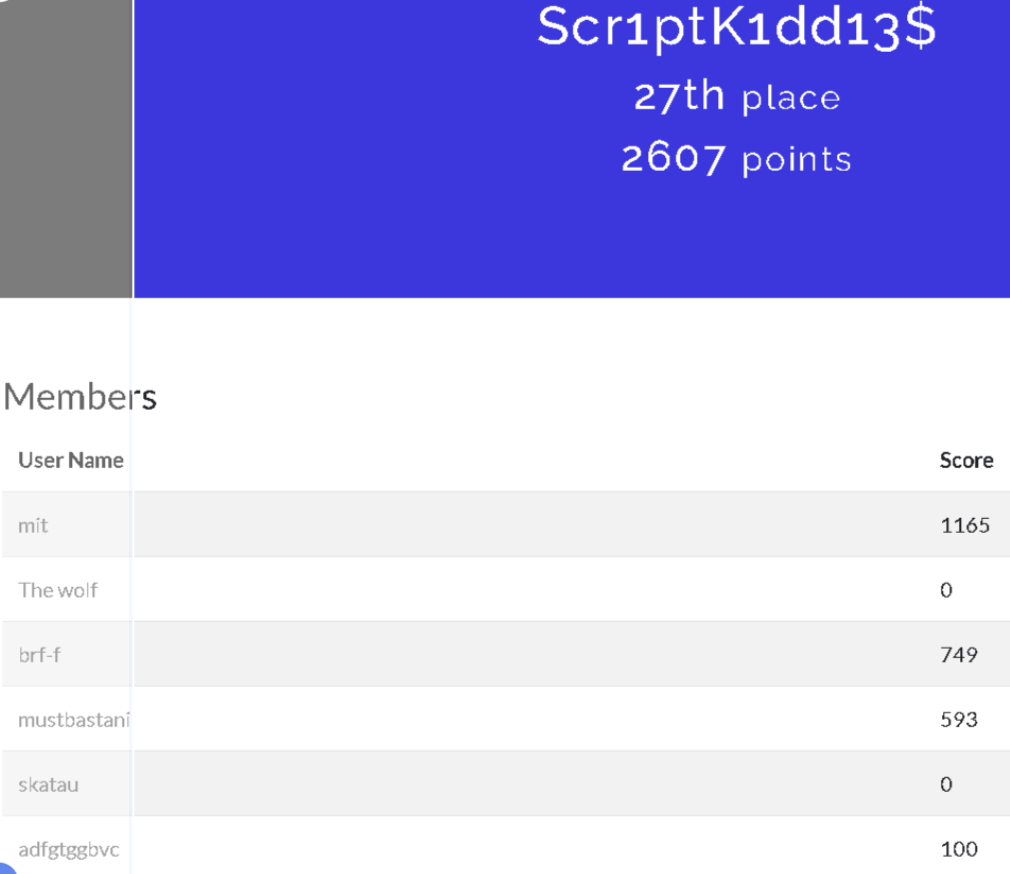 Scr1ptK1dd13$
27th place
2607 points
Members
User Name Score
mit 1165
The wolf 0
brf-f 749
mustbastani 593
skatau 0
adfgtggbvc 100